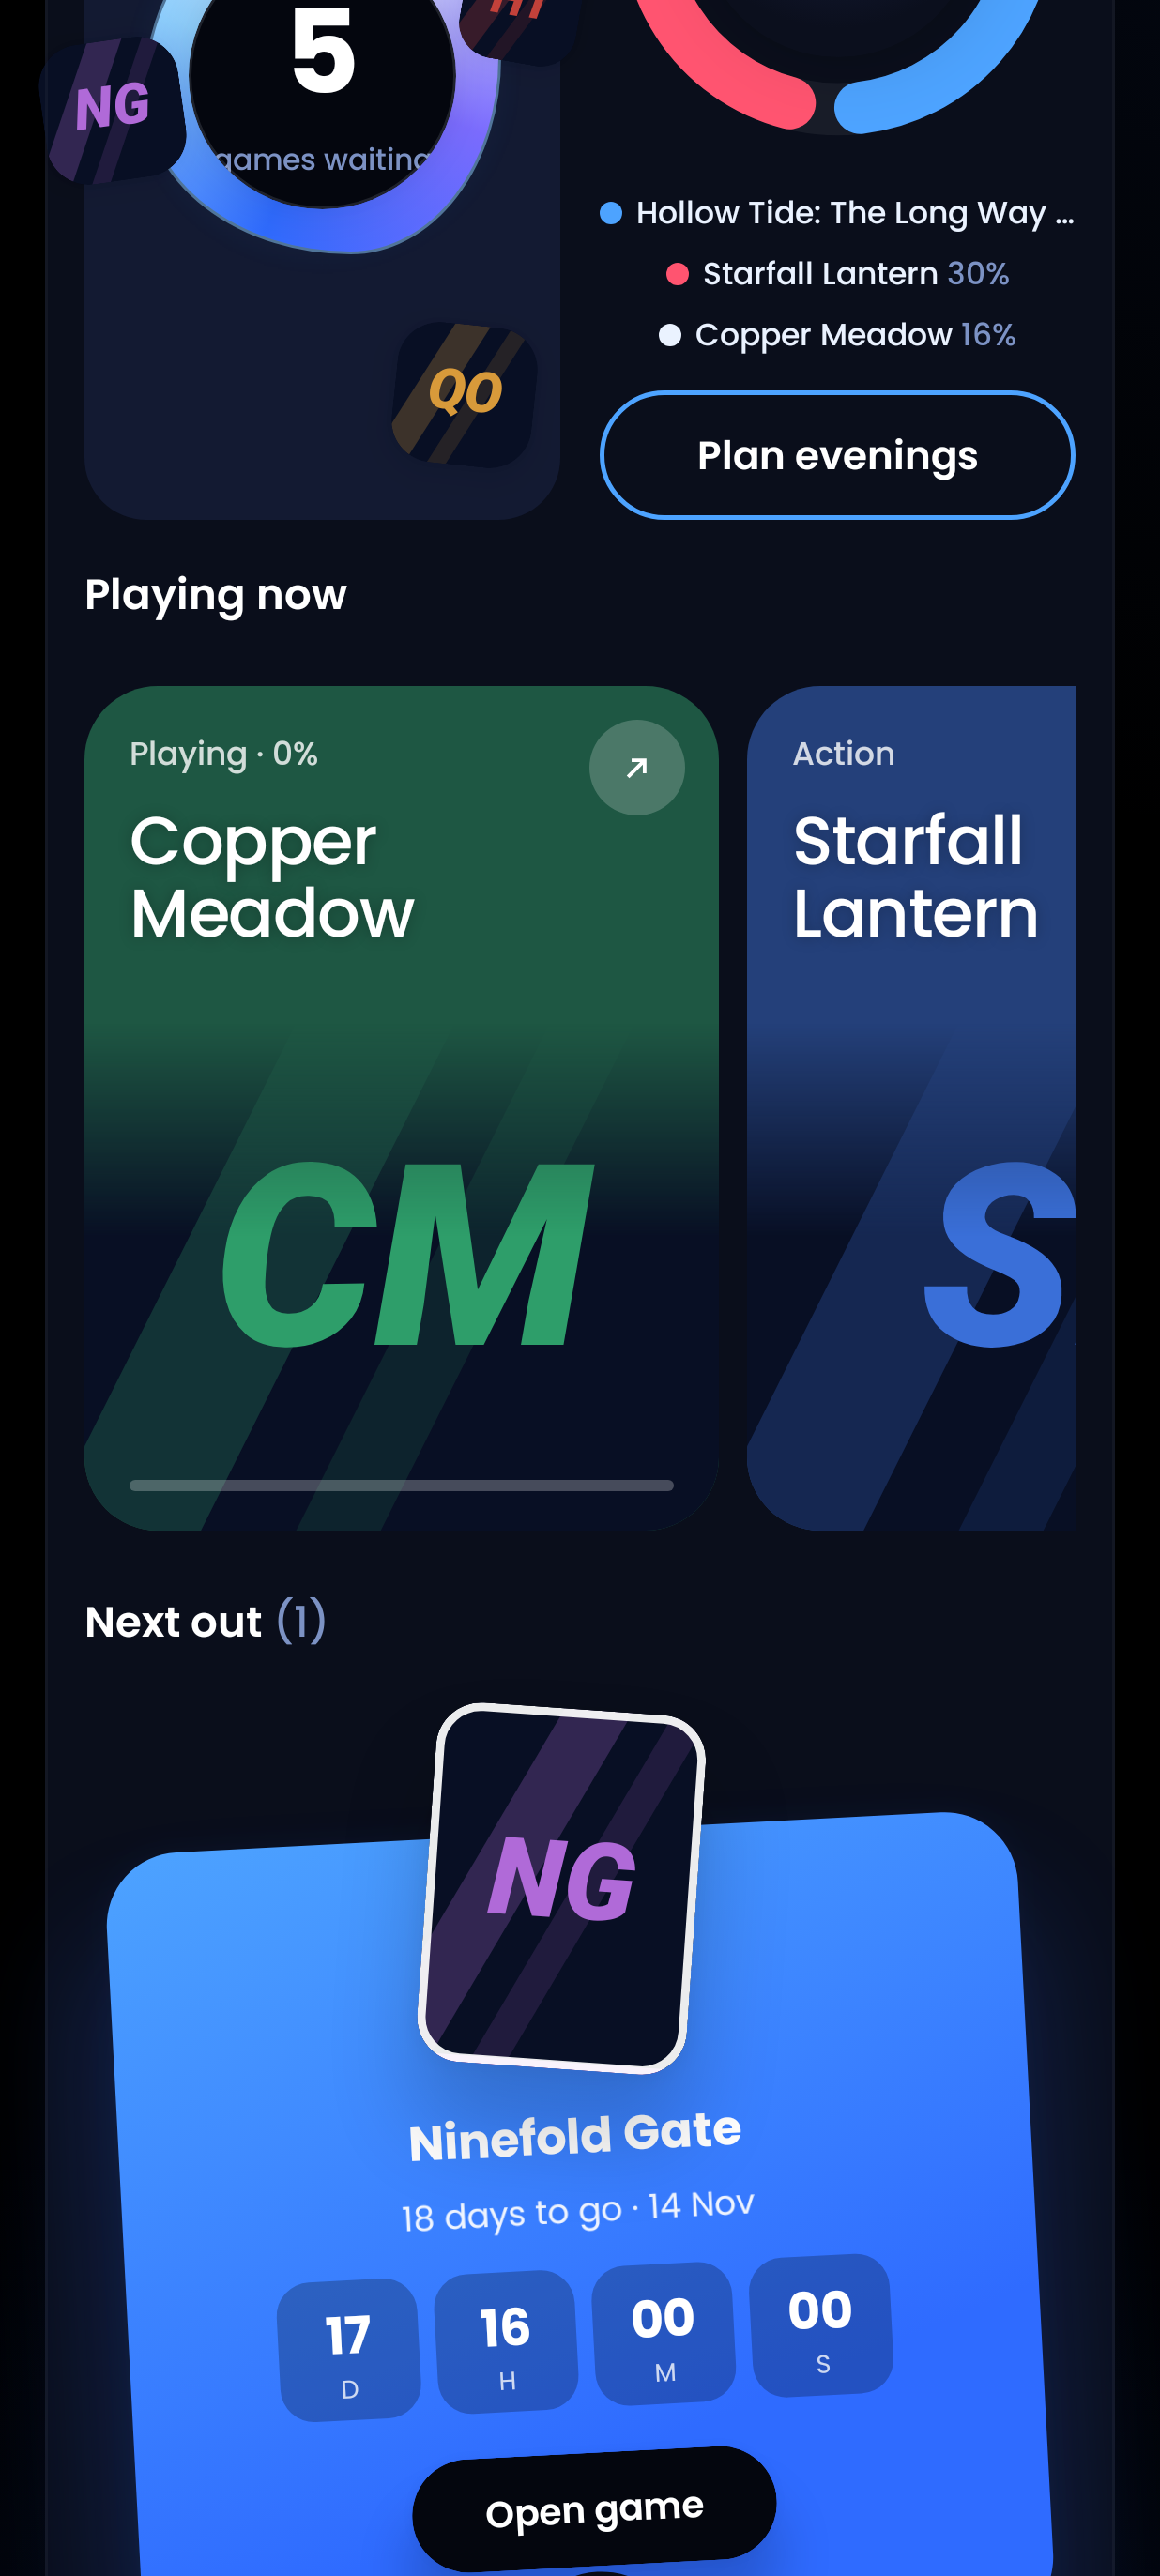 5
games waiting
NG
Hollow Tide: The Long Way ...
Starfall Lantern 30%
Copper Meadow 16%
QO
Plan evenings
Playing now
Playing · 0%
Copper
Meadow
CM
Action
Starfall
Lantern
S
Next out (1)
NG
Ninefold Gate
18 days to go · 14 Nov
17
D
16
H
00
M
00
S
Open game